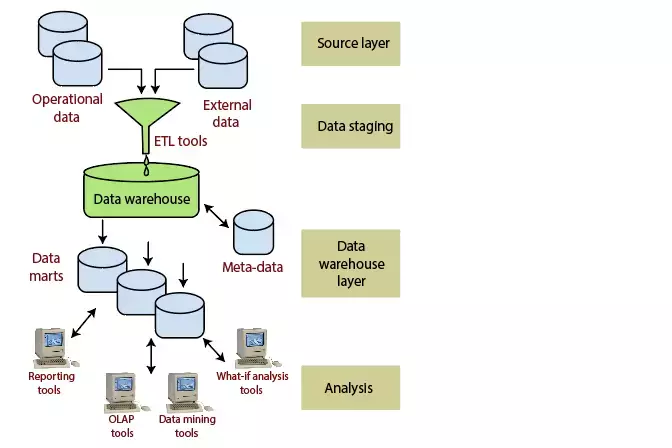 Source layer
Operational
data
External
data
Data staging
ETL tools
Data warehouse
Data
marts
Meta-data
Data
warehouse
layer
Reporting
tools
What-if analysis
tools
Analysis
OLAP
tools
Data mining
tools